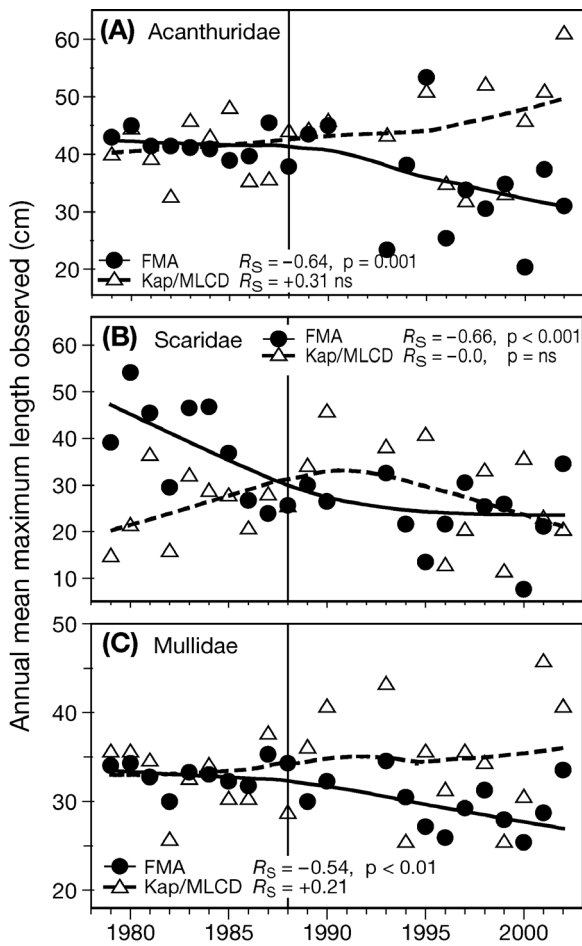 Annual mean maximum length observed (cm)
(A) Acanthuridae
60
50
40
30
20
FMA R_S = −0.64, p = 0.001
Kap/MLCD R_S = +0.31 ns
(B) Scaridae
FMA R_S = −0.66, p < 0.001
Kap/MLCD R_S = −0.0, p = ns
60
50
40
30
20
10
(C) Mullidae
50
40
30
20
FMA R_S = −0.54, p < 0.01
Kap/MLCD R_S = +0.21
1980 1985 1990 1995 2000